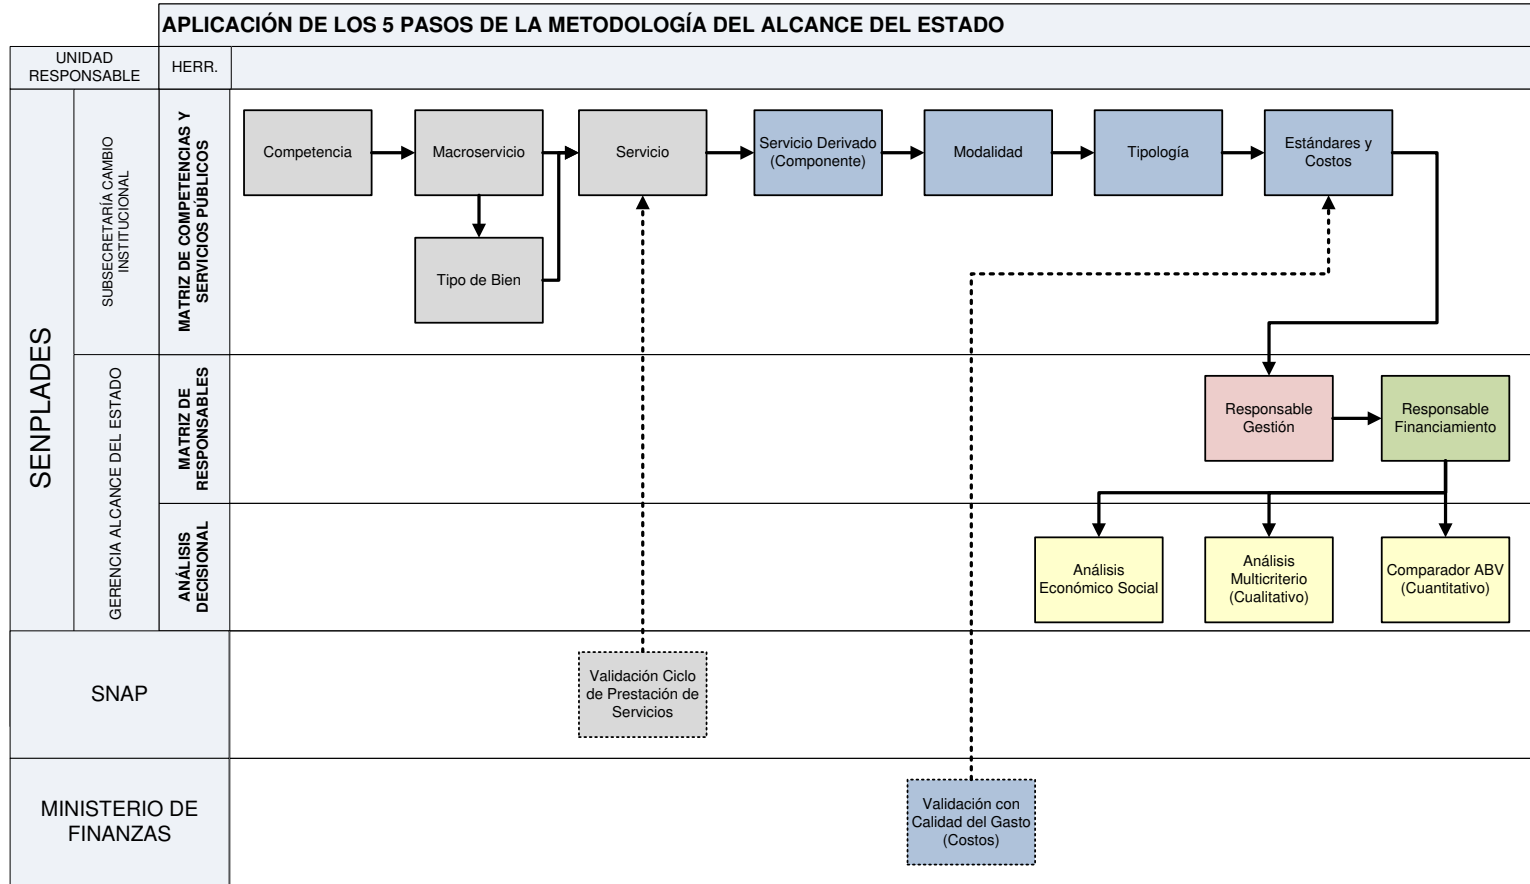 APLICACIÓN DE LOS 5 PASOS DE LA METODOLOGÍA DEL ALCANCE DEL ESTADO
UNIDAD
RESPONSABLE
HERR.
SENPLADES
SUBSECRETARÍA CAMBIO
INSTITUCIONAL
MATRIZ DE COMPETENCIAS Y
SERVICIOS PÚBLICOS
Competencia
Macroservicio
Servicio
Servicio Derivado
(Componente)
Modalidad
Tipología
Estándares y
Costos
Tipo de Bien
GERENCIA ALCANCE DEL ESTADO
MATRIZ DE
RESPONSABLES
Responsable
Gestión
Responsable
Financiamiento
ANÁLISIS
DECISIONAL
Análisis
Económico Social
Análisis
Multicriterio
(Cualitativo)
Comparador ABV
(Cuantitativo)
SNAP
Validación Ciclo
de Prestación de
Servicios
MINISTERIO DE
FINANZAS
Validación con
Calidad del Gasto
(Costos)